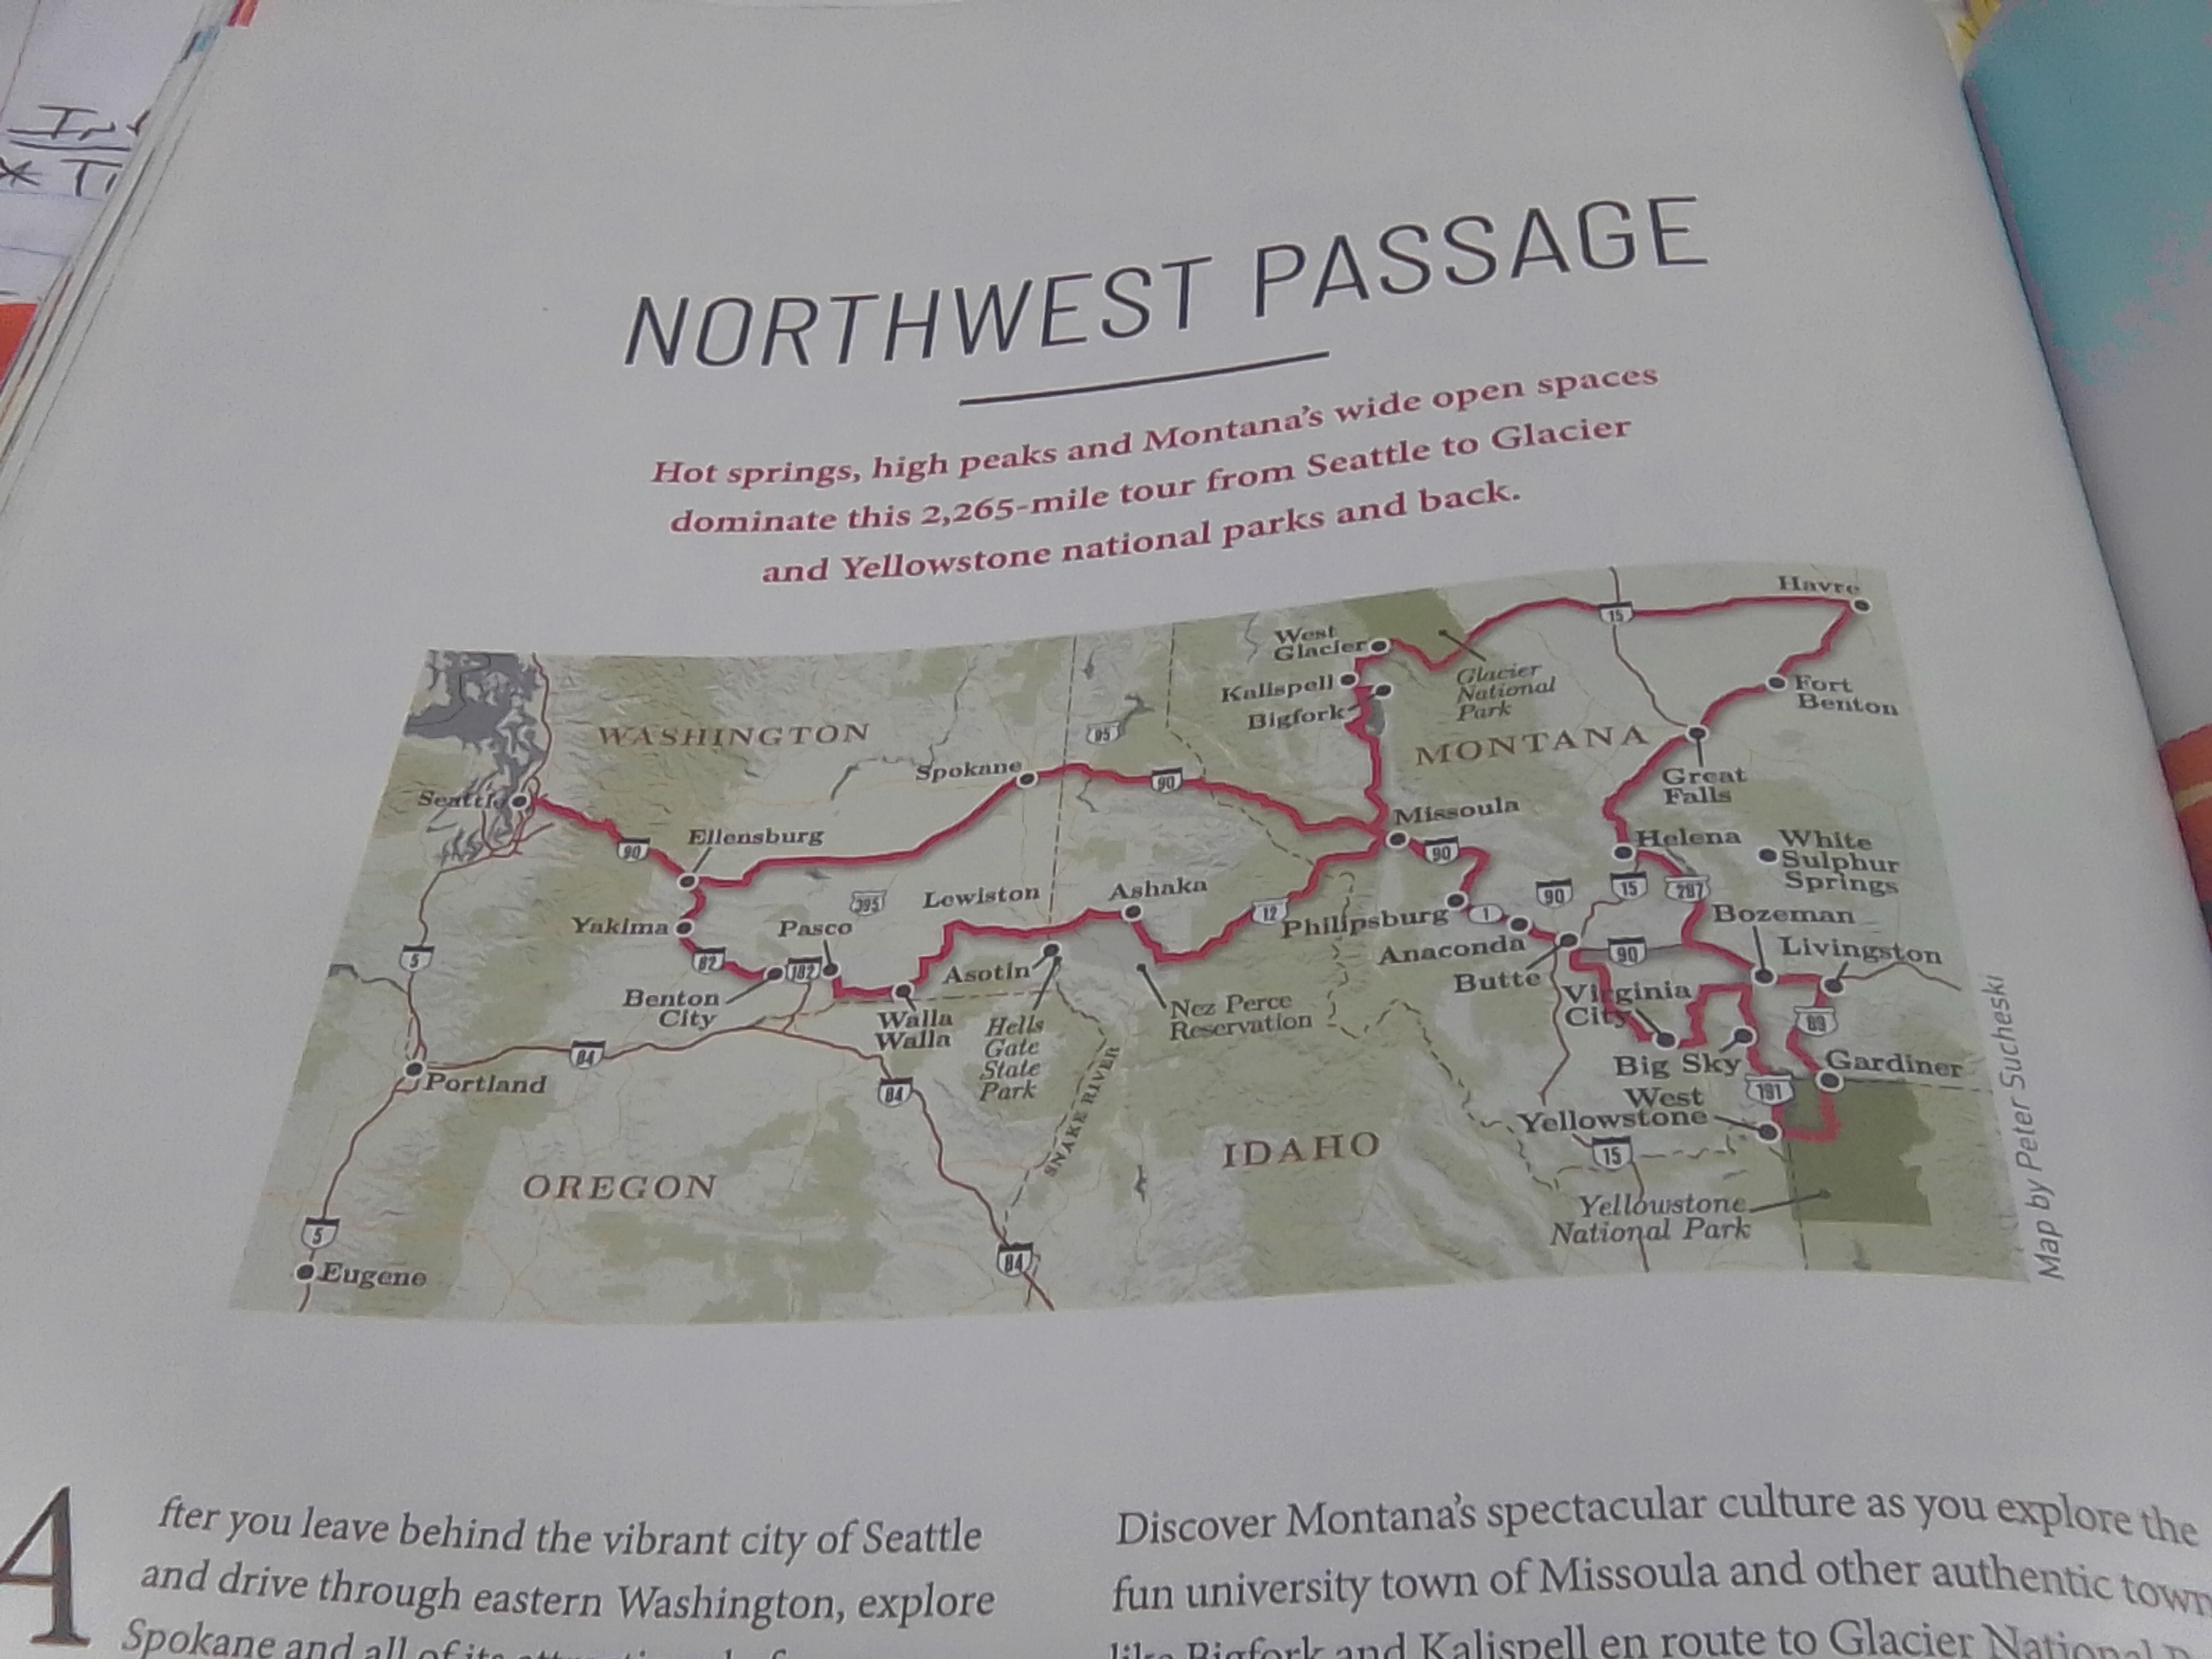 NORTHWEST PASSAGE
Hot springs, high peaks and Montana's wide open spaces
dominate this 2,265-mile tour from Seattle to Glacier
and Yellowstone national parks and back.
Havre
West
Glacier
15
Glacier
National
Park
Kalispell
Bigfork
Fort
Benton
WASHINGTON
95
MONTANA
Spokane
90
Great
Falls
Seattle
Ellensburg
90
Missoula
90
Helena
White
Sulphur
Springs
395
Lewiston
Ashaka
90
15
287
Yakima
Pasco
12
Philipsburg
1
Bozeman
82
182
Asotin
Anaconda
90
Livingston
5
Benton
City
Walla
Walla
Hells
Gate
State
Park
Nez Perce
Reservation
Butte
Virginia
City
89
84
Big Sky
Gardiner
Portland
84
SNAKE RIVER
191
West
Yellowstone
OREGON
IDAHO
15
Yellowstone
National Park
5
84
Eugene
Map by Peter Sucheski
After you leave behind the vibrant city of Seattle
and drive through eastern Washington, explore
Spokane and all of its
Discover Montana's spectacular culture as you explore the
fun university town of Missoula and other authentic
like Bigfork and Kalispell en route to Glacier National